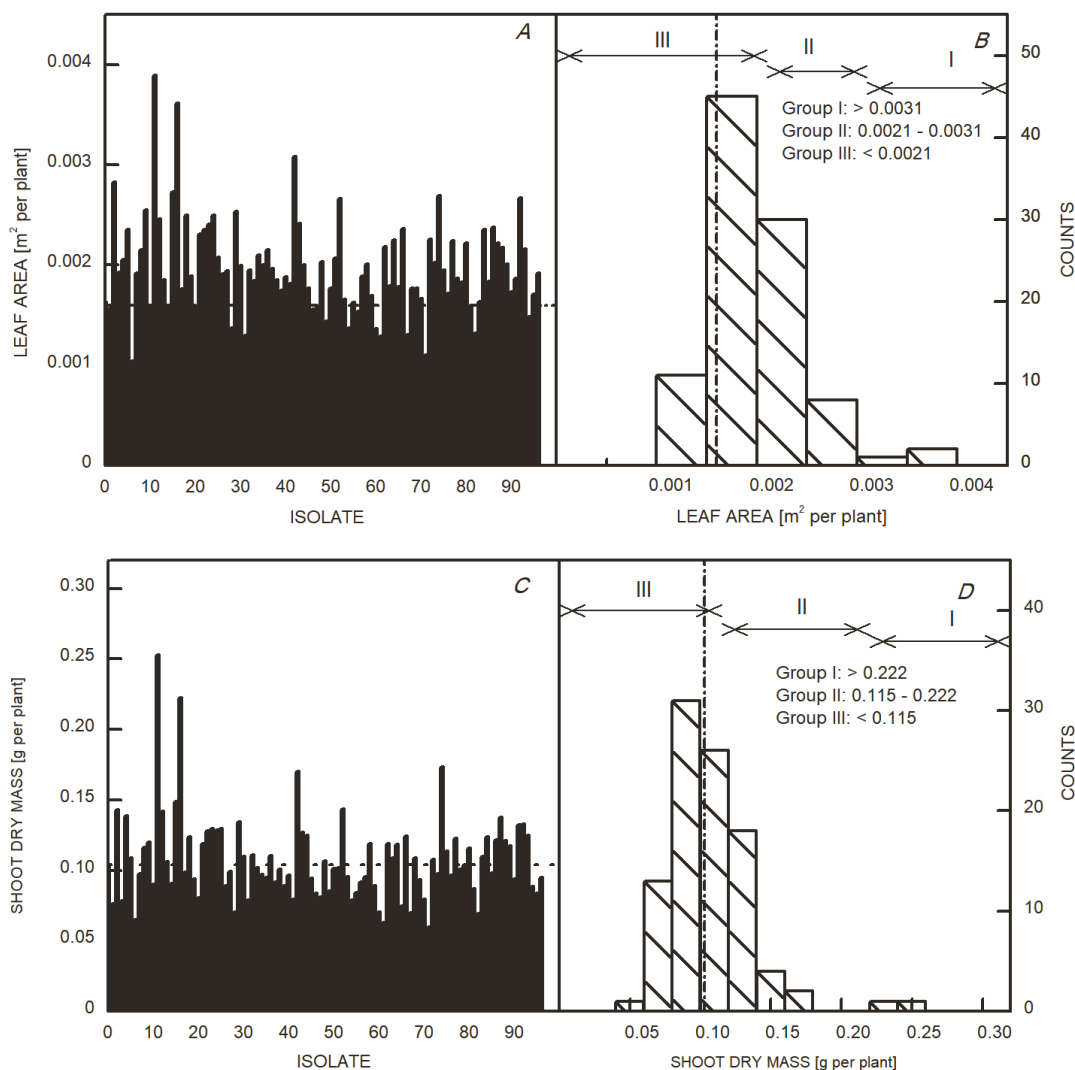 A
B
III
II
I
Group I: > 0.0031
Group II: 0.0021 - 0.0031
Group III: < 0.0021
LEAF AREA [m² per plant]
0.004
0.003
0.002
0.001
0
0 10 20 30 40 50 60 70 80 90
ISOLATE
50
40
30
20
10
0
COUNTS
0.001 0.002 0.003 0.004
LEAF AREA [m² per plant]
C
D
III
II
I
Group I: > 0.222
Group II: 0.115 - 0.222
Group III: < 0.115
SHOOT DRY MASS [g per plant]
0.30
0.25
0.20
0.15
0.10
0.05
0
0 10 20 30 40 50 60 70 80 90
ISOLATE
40
30
20
10
0
COUNTS
0.05 0.10 0.15 0.20 0.25 0.30
SHOOT DRY MASS [g per plant]